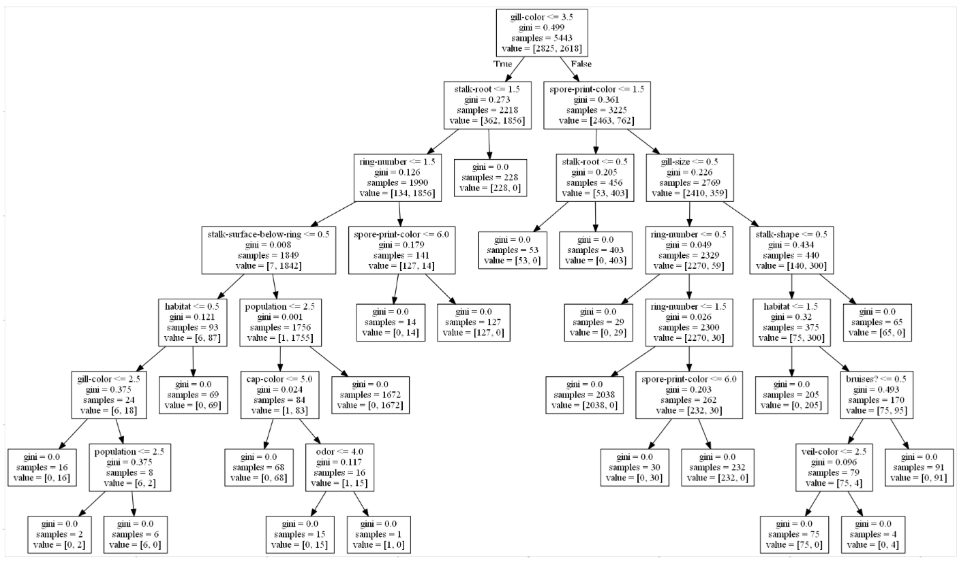 gill-color <= 3.5
gini = 0.499
samples = 5443
value = [2825, 2618]
True
False
stalk-root <= 1.5
gini = 0.273
samples = 2218
value = [362, 1856]
spore-print-color <= 1.5
gini = 0.361
samples = 3225
value = [2463, 762]
ring-number <= 1.5
gini = 0.126
samples = 1990
value = [134, 1856]
gini = 0.0
samples = 228
value = [228, 0]
stalk-root <= 0.5
gini = 0.205
samples = 456
value = [53, 403]
gill-size <= 0.5
gini = 0.226
samples = 2769
value = [2410, 359]
stalk-surface-below-ring <= 0.5
gini = 0.008
samples = 1849
value = [7, 1842]
spore-print-color <= 6.0
gini = 0.179
samples = 141
value = [127, 14]
gini = 0.0
samples = 53
value = [53, 0]
gini = 0.0
samples = 403
value = [0, 403]
ring-number <= 0.5
gini = 0.049
samples = 2329
value = [2270, 59]
stalk-shape <= 0.5
gini = 0.434
samples = 440
value = [140, 300]
habitat <= 0.5
gini = 0.121
samples = 93
value = [6, 87]
population <= 2.5
gini = 0.001
samples = 1756
value = [1, 1755]
gini = 0.0
samples = 14
value = [0, 14]
gini = 0.0
samples = 127
value = [127, 0]
gini = 0.0
samples = 29
value = [0, 29]
ring-number <= 1.5
gini = 0.026
samples = 2300
value = [2270, 30]
habitat <= 1.5
gini = 0.32
samples = 375
value = [75, 300]
gini = 0.0
samples = 65
value = [65, 0]
gill-color <= 2.5
gini = 0.375
samples = 24
value = [6, 18]
gini = 0.0
samples = 69
value = [0, 69]
cap-color <= 5.0
gini = 0.024
samples = 84
value = [1, 83]
gini = 0.0
samples = 1672
value = [0, 1672]
gini = 0.0
samples = 2038
value = [2038, 0]
spore-print-color <= 6.0
gini = 0.203
samples = 262
value = [232, 30]
gini = 0.0
samples = 205
value = [0, 205]
bruises? <= 0.5
gini = 0.493
samples = 170
value = [75, 95]
gini = 0.0
samples = 16
value = [0, 16]
population <= 2.5
gini = 0.375
samples = 8
value = [6, 2]
gini = 0.0
samples = 68
value = [0, 68]
odor <= 4.0
gini = 0.117
samples = 16
value = [1, 15]
gini = 0.0
samples = 30
value = [0, 30]
gini = 0.0
samples = 232
value = [232, 0]
veil-color <= 2.5
gini = 0.096
samples = 79
value = [75, 4]
gini = 0.0
samples = 91
value = [0, 91]
gini = 0.0
samples = 2
value = [0, 2]
gini = 0.0
samples = 6
value = [6, 0]
gini = 0.0
samples = 15
value = [0, 15]
gini = 0.0
samples = 1
value = [1, 0]
gini = 0.0
samples = 75
value = [75, 0]
gini = 0.0
samples = 4
value = [0, 4]